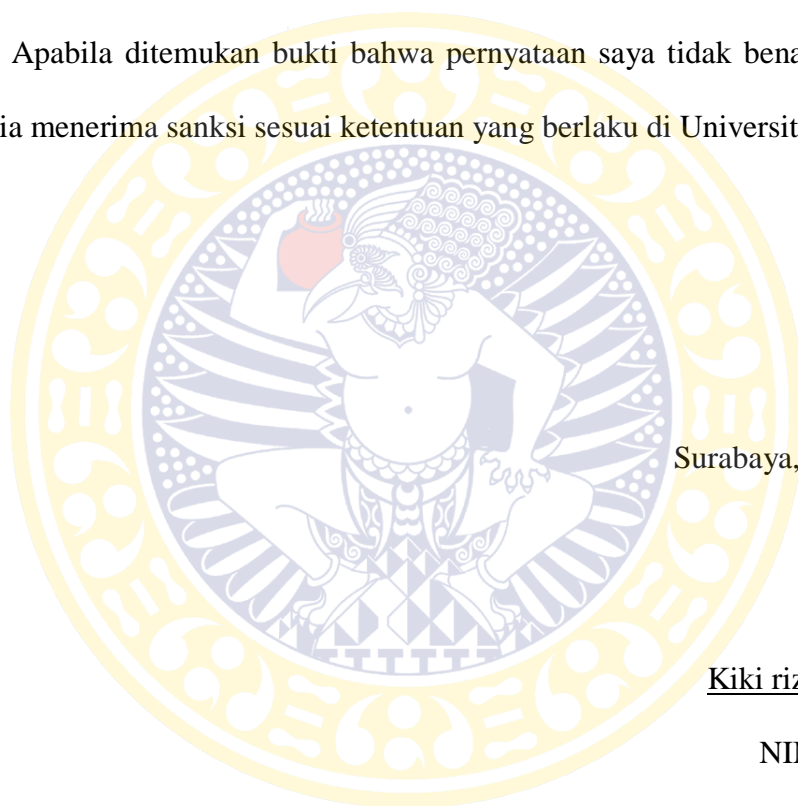 Apabila ditemukan bukti bahwa pernyataan saya tidak bena
ia menerima sanksi sesuai ketentuan yang berlaku di Universit
Surabaya,
Kiki riz
NI